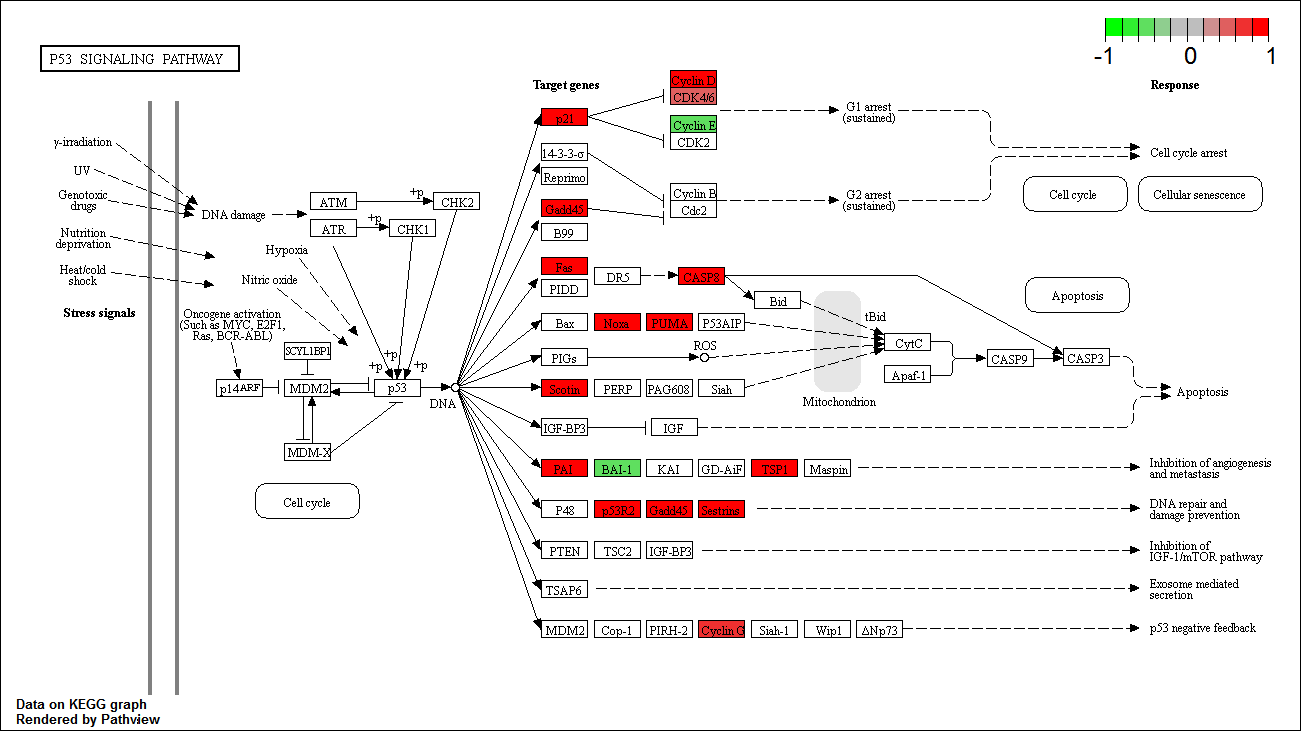 P53 SIGNALING PATHWAY
-1 0 1
Target genes
Response
Cyclin D
CDK4/6
p21
G1 arrest
(sustained)
Cyclin E
CDK2
γ-irradiation
14-3-3-σ
Cell cycle arrest
UV
Reprimo
Genotoxic
drugs
ATM
+p
CHK2
Cyclin B
Cdc2
G2 arrest
(sustained)
Cell cycle
Cellular senescence
DNA damage
Gadd45
ATR
+p
CHK1
B99
Nutrition
deprivation
Hypoxia
Fas
DR5
CASP8
Heat/cold
shock
Nitric oxide
PIDD
Bid
Apoptosis
Stress signals
Oncogene activation
(Such as MYC, E2F1,
Ras, BCR-ABL)
Bax
Noxa
PUMA
P53AIP
tBid
SCYL1BP1
+p
+p
+p
PIGs
ROS
CytC
CASP9
CASP3
Apaf-1
p14ARF
MDM2
p53
DNA
Scotin
PERP
PAG608
Siah
Mitochondrion
Apoptosis
IGF-BP3
IGF
MDM-X
PAI
BAI-1
KAI
GD-AiF
TSP1
Maspin
Inhibition of angiogenesis
and metastasis
Cell cycle
P48
p53R2
Gadd45
Sestrins
DNA repair and
damage prevention
PTEN
TSC2
IGF-BP3
Inhibition of
IGF-1/mTOR pathway
TSAP6
Exosome mediated
secretion
MDM2
Cop-1
PIRH-2
Cyclin G
Siah-1
Wip1
ΔNp73
p53 negative feedback
Data on KEGG graph
Rendered by Pathview